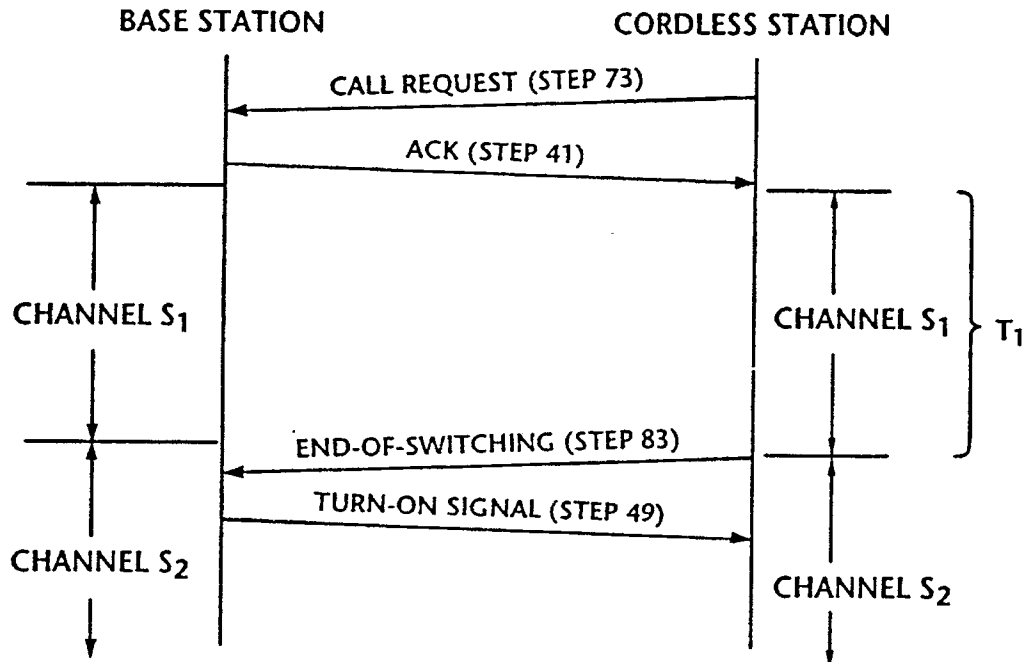 BASE STATION
CORDLESS STATION
CALL REQUEST (STEP 73)
ACK (STEP 41)
CHANNEL S1
CHANNEL S1
T1
END-OF-SWITCHING (STEP 83)
TURN-ON SIGNAL (STEP 49)
CHANNEL S2
CHANNEL S2